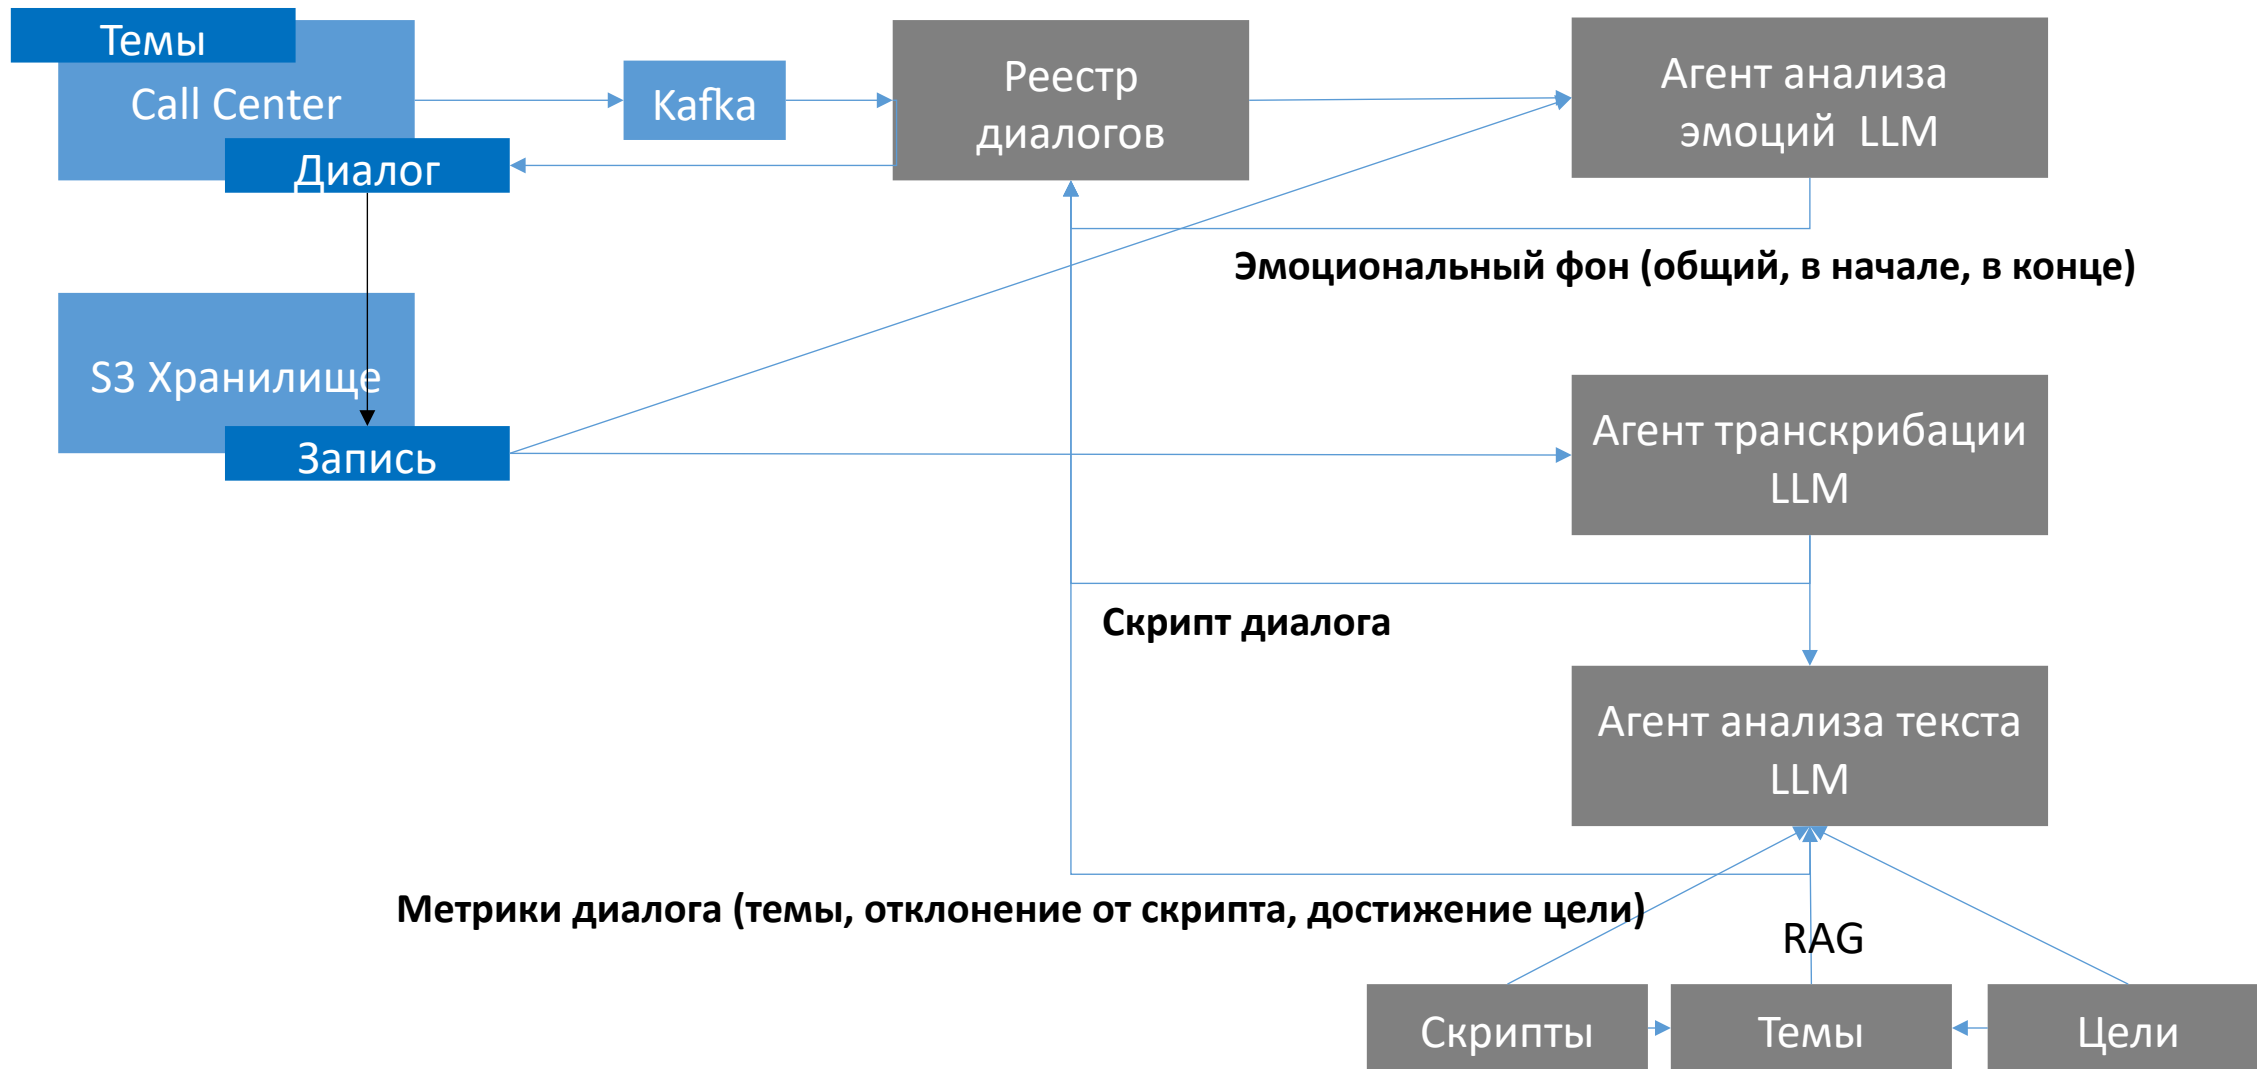 Темы
Call Center
Диалог
Kafka
Реестр
диалогов
Агент анализа
эмоций LLM
Эмоциональный фон (общий, в начале, в конце)
S3 Хранилище
Запись
Агент транскрибации
LLM
Скрипт диалога
Агент анализа текста
LLM
Метрики диалога (темы, отклонение от скрипта, достижение цели)
RAG
Скрипты
Темы
Цели